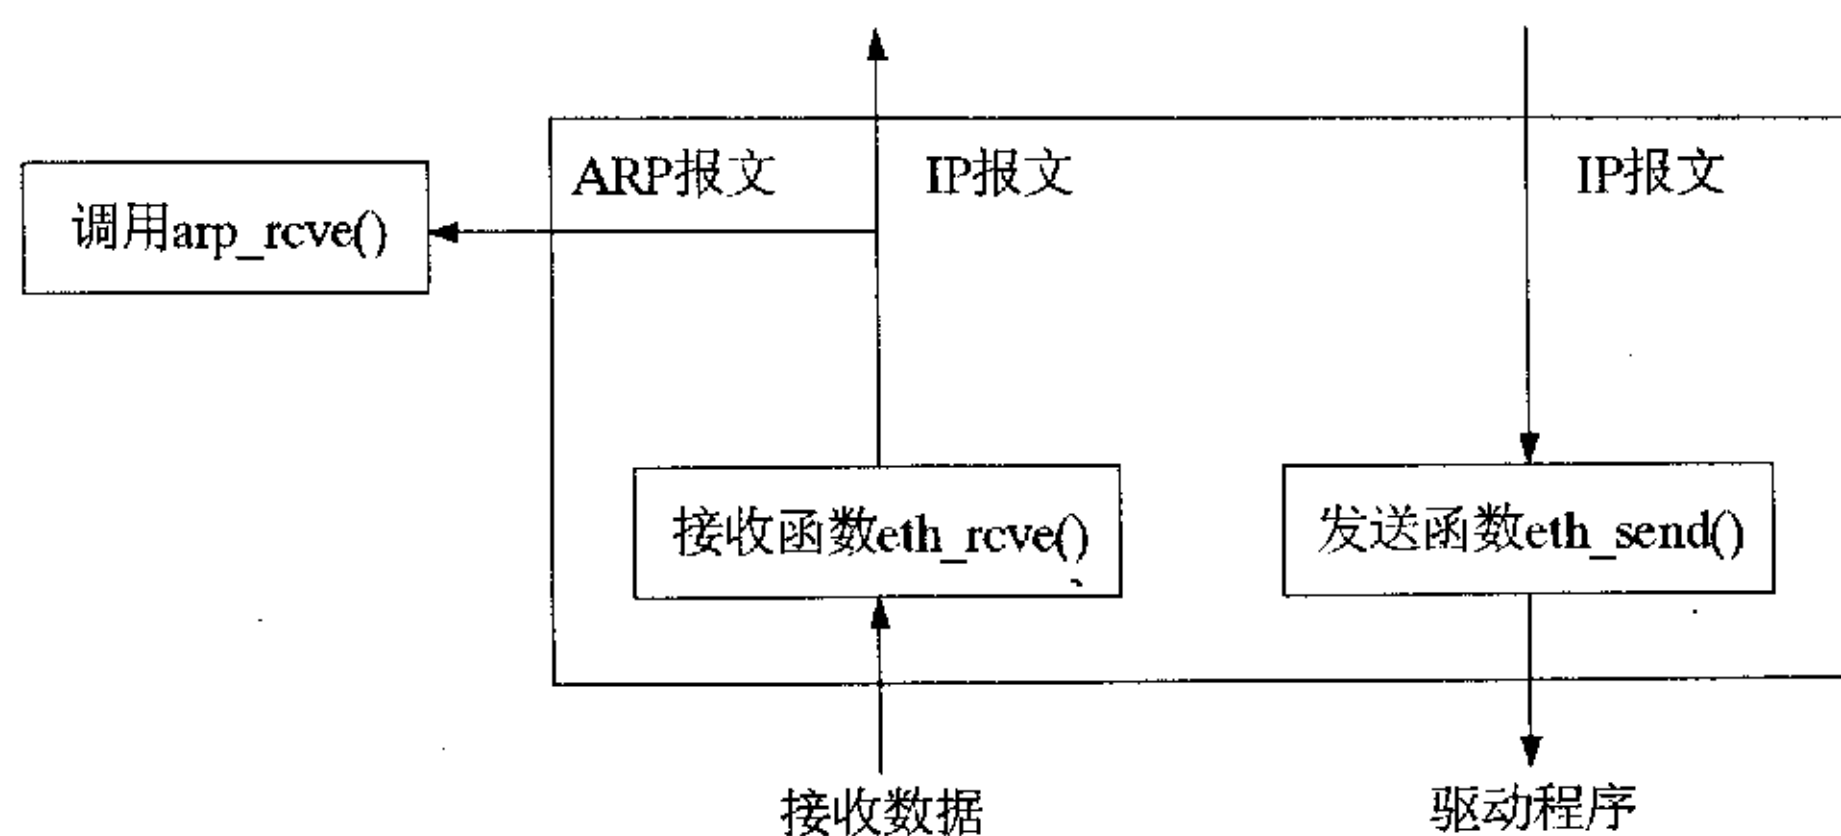 ARP报文
IP报文
IP报文
调用arp_rcve()
接收函数eth_rcve()
发送函数eth_send()
接收数据
驱动程序